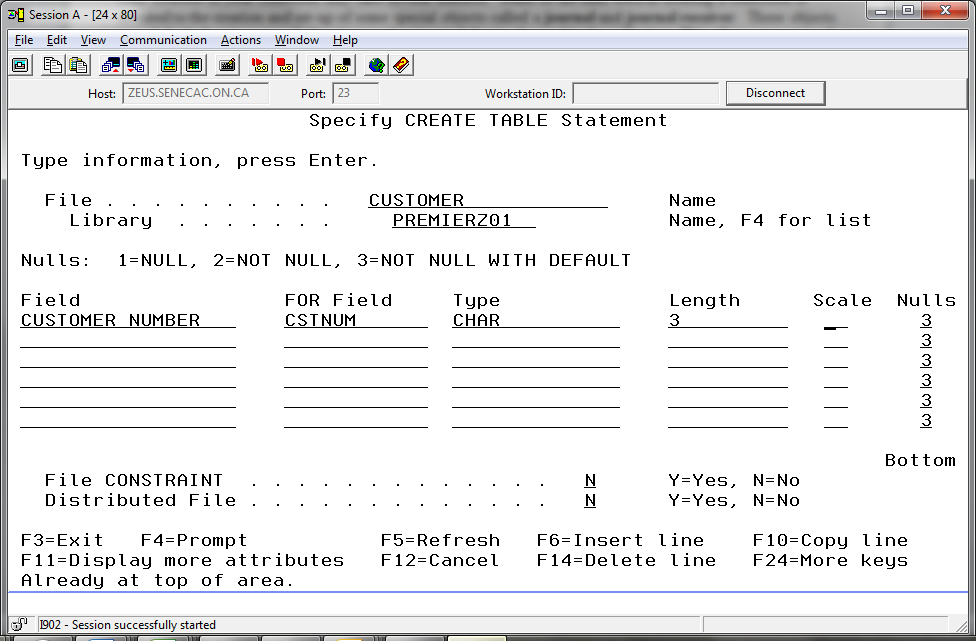 Session A - [24 x 80]
File Edit View Communication Actions Window Help
Host: ZEUS.SENECAC.ON.CA Port: 23 Workstation ID: Disconnect
Specify CREATE TABLE Statement
Type information, press Enter.
File . . . . . . . . . . CUSTOMER Name
Library . . . . . . . PREMIERZ01 Name, F4 for list
Nulls: 1=NULL, 2=NOT NULL, 3=NOT NULL WITH DEFAULT
Field FOR Field Type Length Scale Nulls
CUSTOMER NUMBER CSTNUM CHAR 3 3
3
3
3
3
3
Bottom
File CONSTRAINT . . . . . . . . . . . . . N Y=Yes, N=No
Distributed File . . . . . . . . . . . . . N Y=Yes, N=No
F3=Exit F4=Prompt F5=Refresh F6=Insert line F10=Copy line
F11=Display more attributes F12=Cancel F14=Delete line F24=More keys
Already at top of area.
I902 - Session successfully started